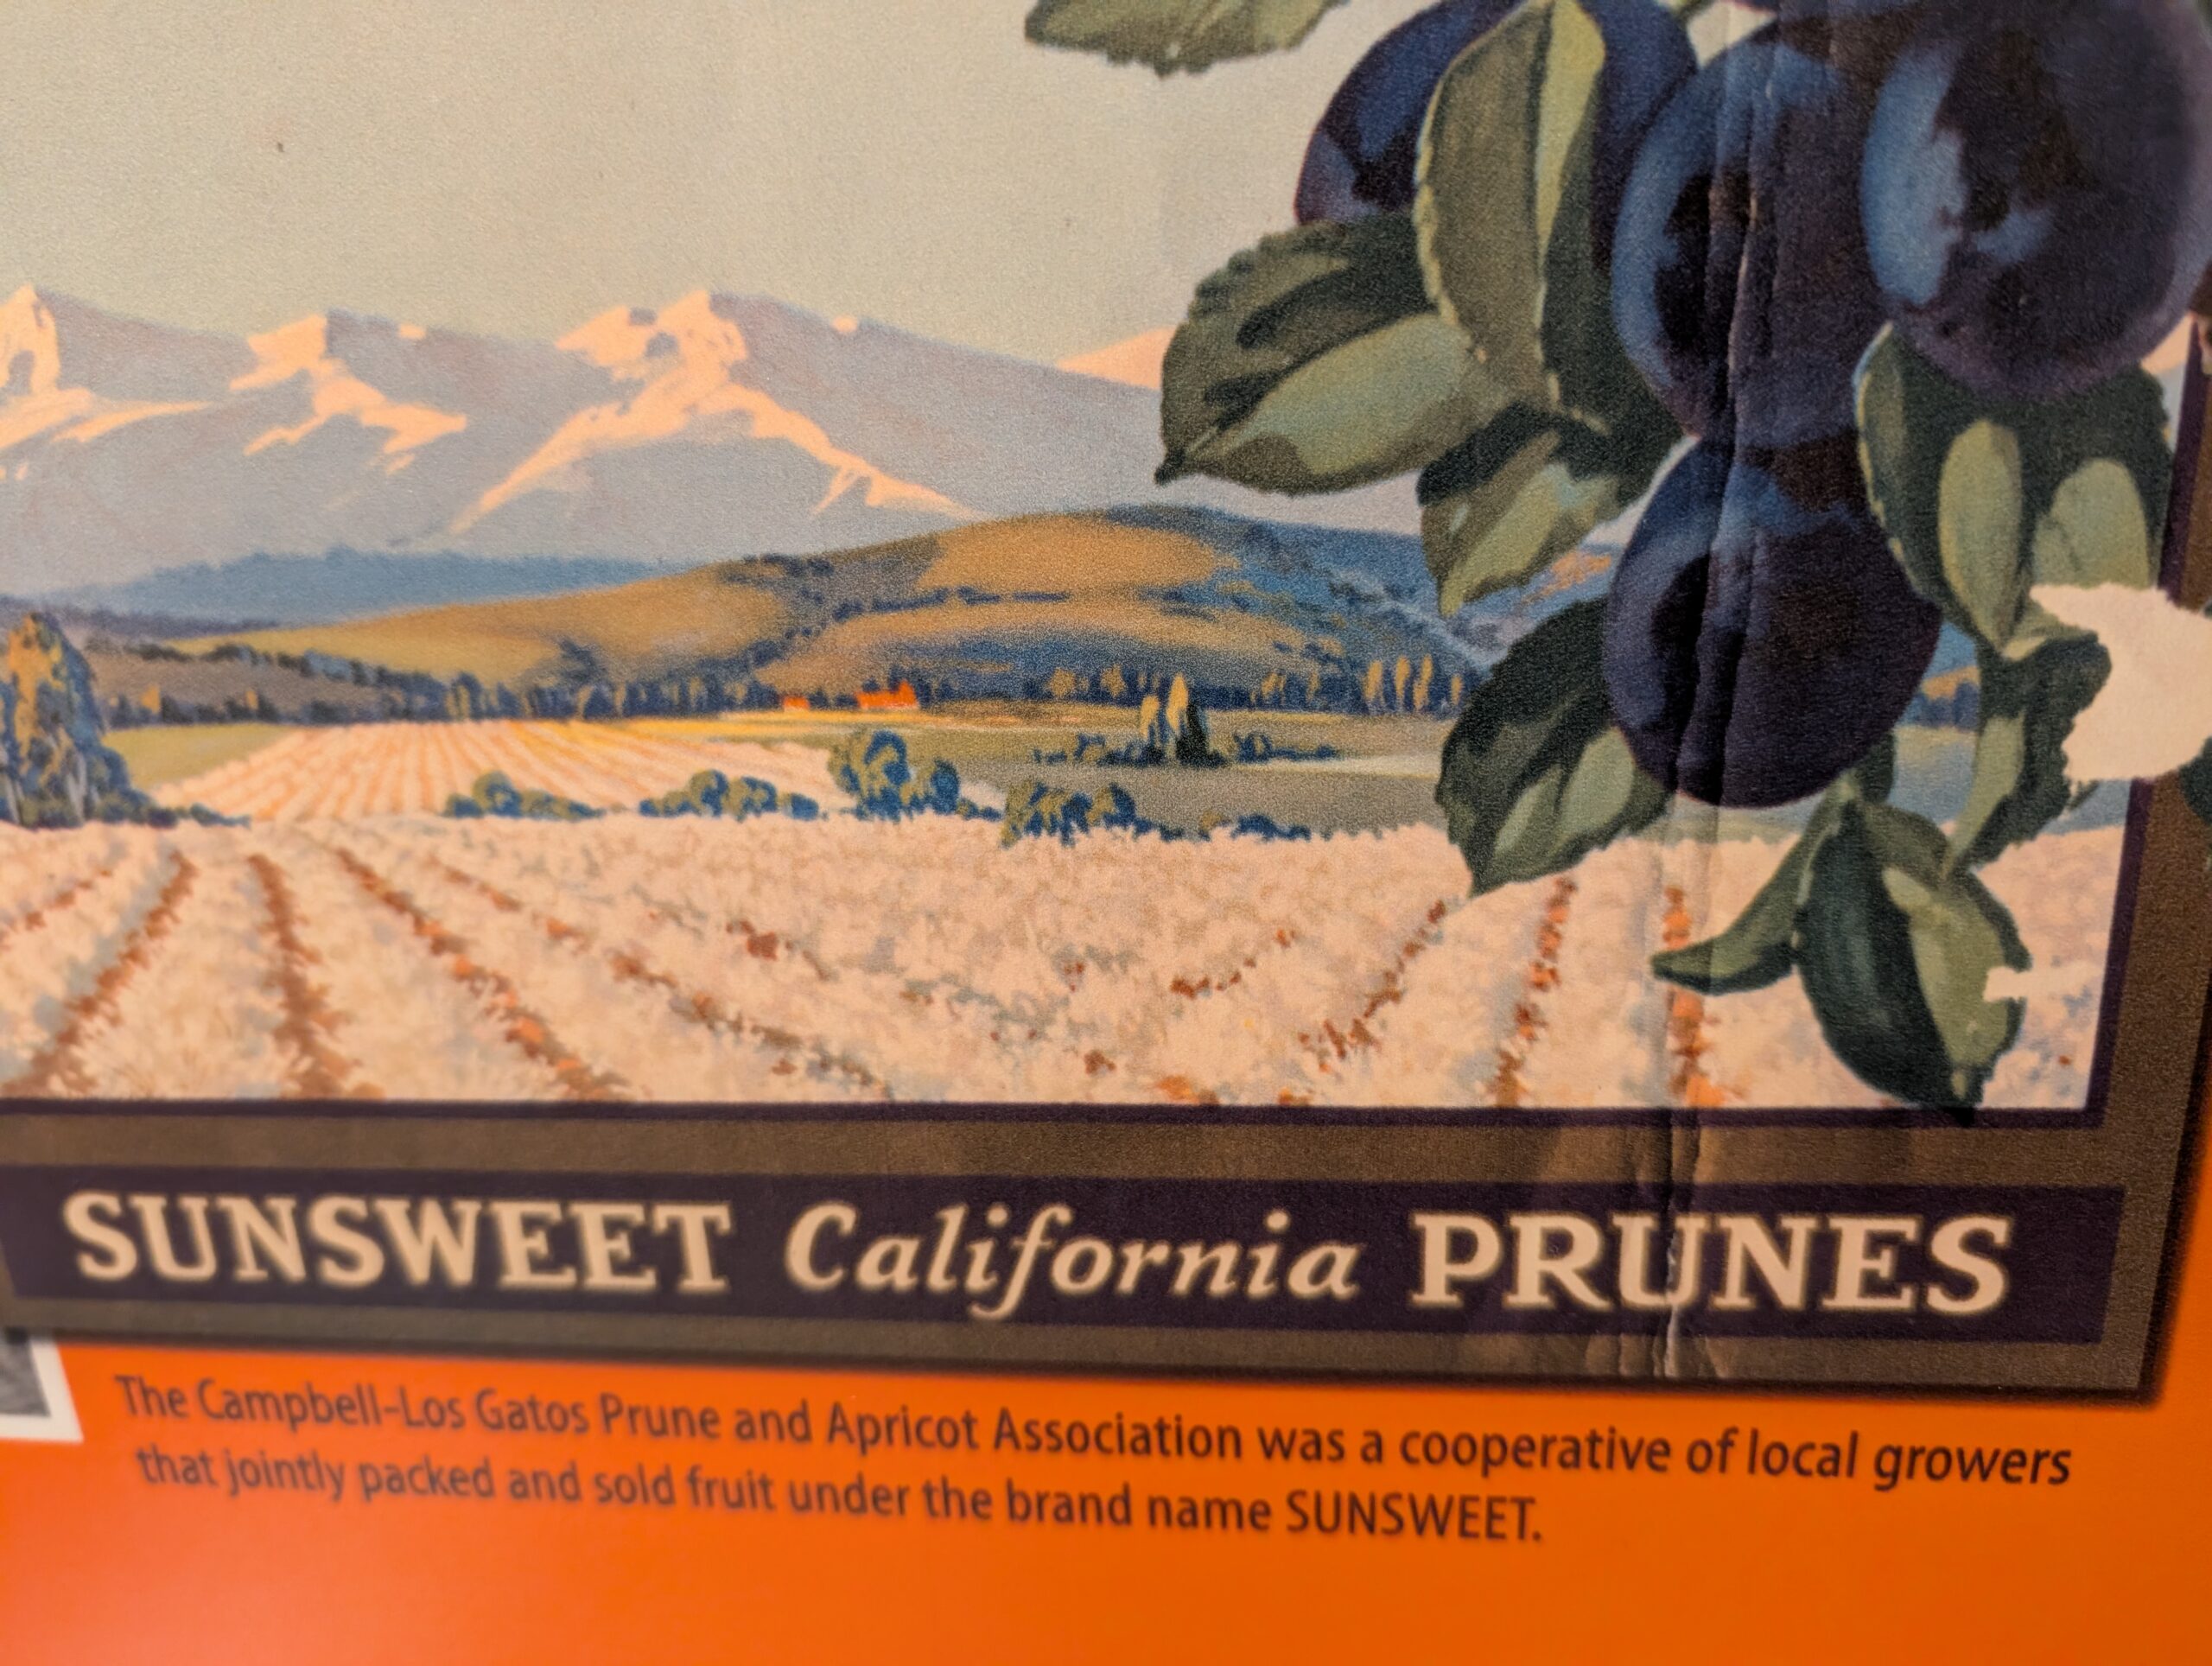 SUNSWEET California PRUNES
The Campbell-Los Gatos Prune and Apricot Association was a cooperative of local growers
that jointly packed and sold fruit under the brand name SUNSWEET.